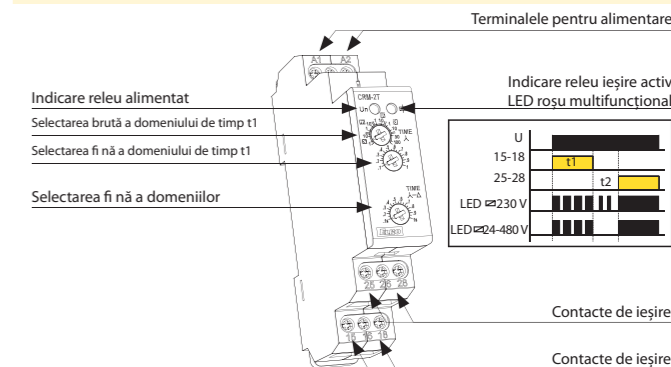 Terminalele pentru alimentare
A1 A2
Indicare releu ieşire activ
LED roşu multifuncţional
Indicare releu alimentat
CRM-2T
Un
Selectarea brută a domeniului de timp t1
TIME
Selectarea fi nă a domeniului de timp t1
Selectarea fi nă a domeniilor
TIME
U
15-18
t1
25-28
t2
LED 230 V
LED 24-480 V
25 26 28
Contacte de ieşire
18
Contacte de ieşire